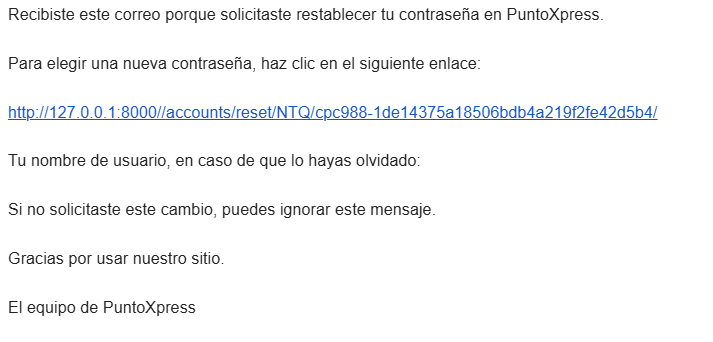 Recibiste este correo porque solicitaste restablecer tu contraseña en PuntoXpress.
Para elegir una nueva contraseña, haz clic en el siguiente enlace:
http://127.0.0.1:8000//accounts/reset/NTQ/cpc988-1de14375a18506bdb4a219f2fe42d5b4/
Tu nombre de usuario, en caso de que lo hayas olvidado:
Si no solicitaste este cambio, puedes ignorar este mensaje.
Gracias por usar nuestro sitio.
El equipo de PuntoXpress